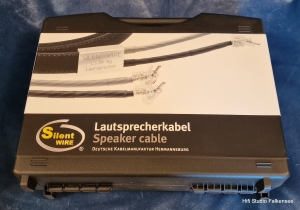 Silent
WIRE
Lautsprecherkabel
Speaker cable
DEUTSCHE KABELMANUFAKTUR HERMANNSBURG
Hifi Studio Falkensee